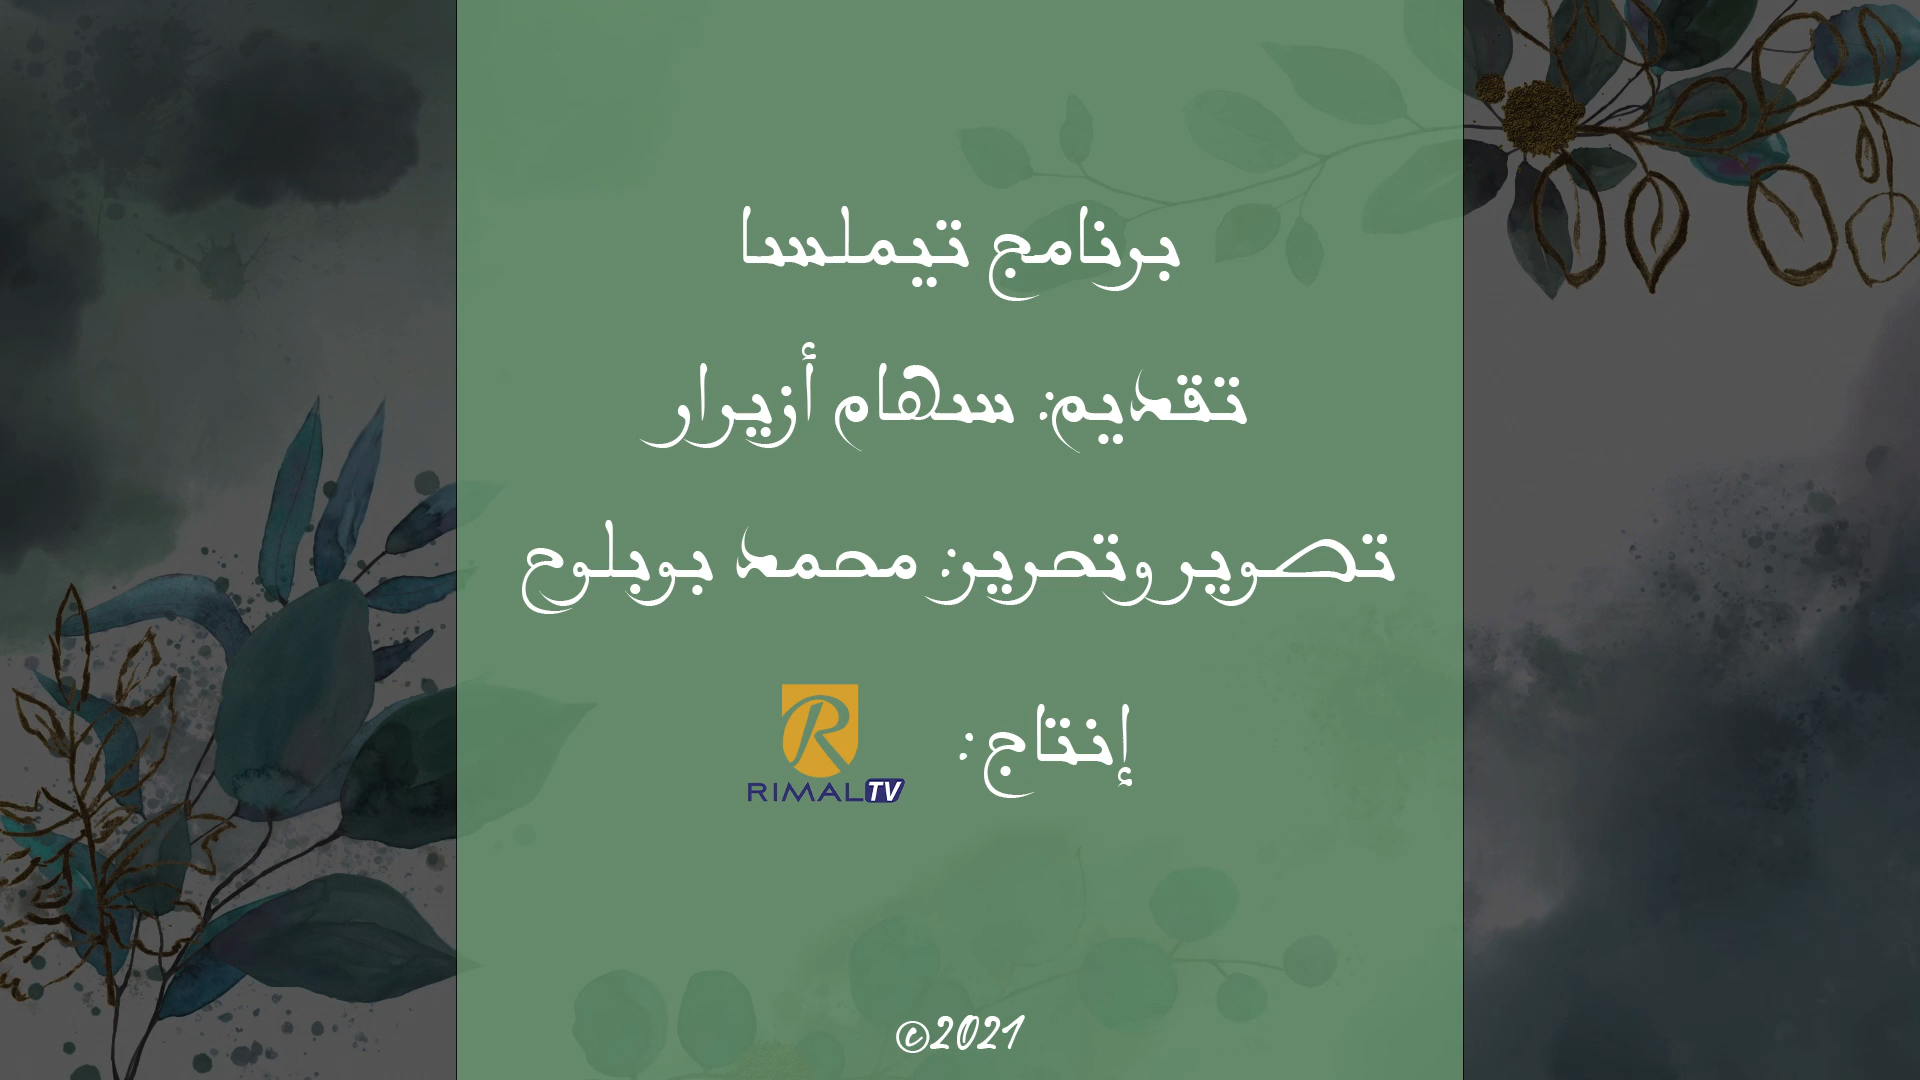 برنامج تيملسا
تقديم: سهام أزيرار
تصوير وتحرير: محمد بوبلوح
إنتاج:
RIMAL TV
©2021